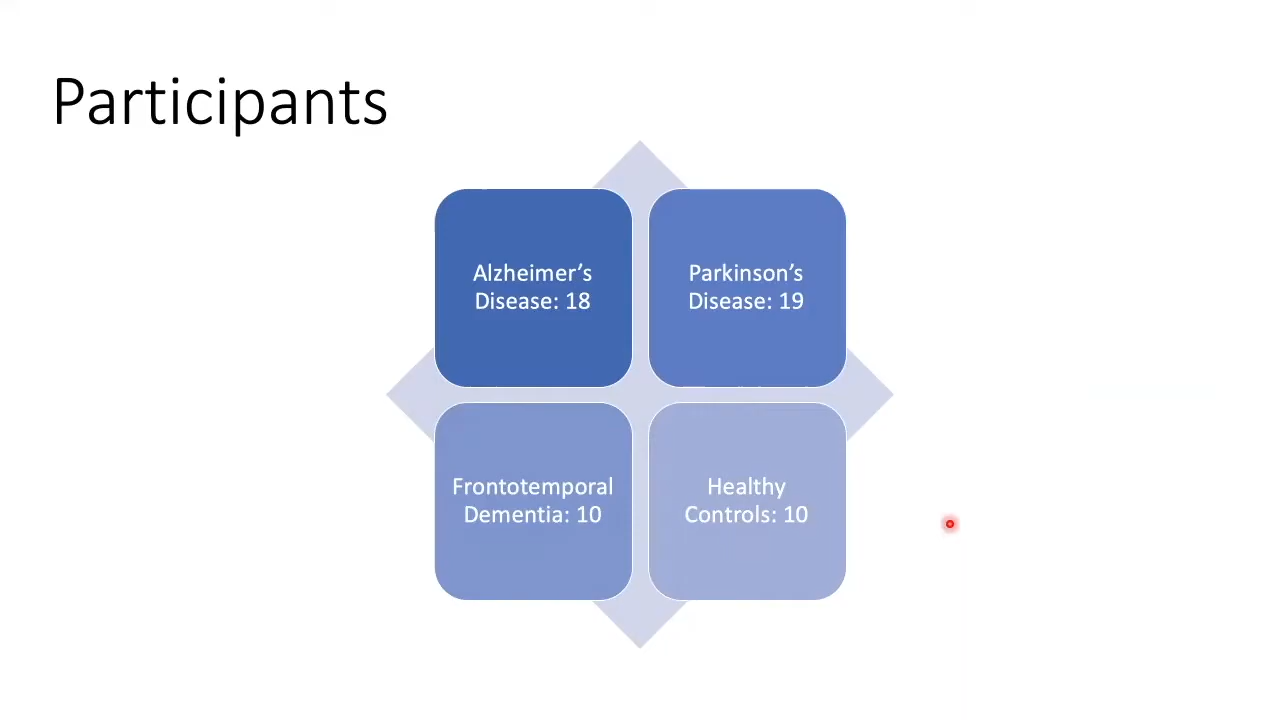 Participants
Alzheimer’s
Disease: 18
Parkinson’s
Disease: 19
Frontotemporal
Dementia: 10
Healthy
Controls: 10